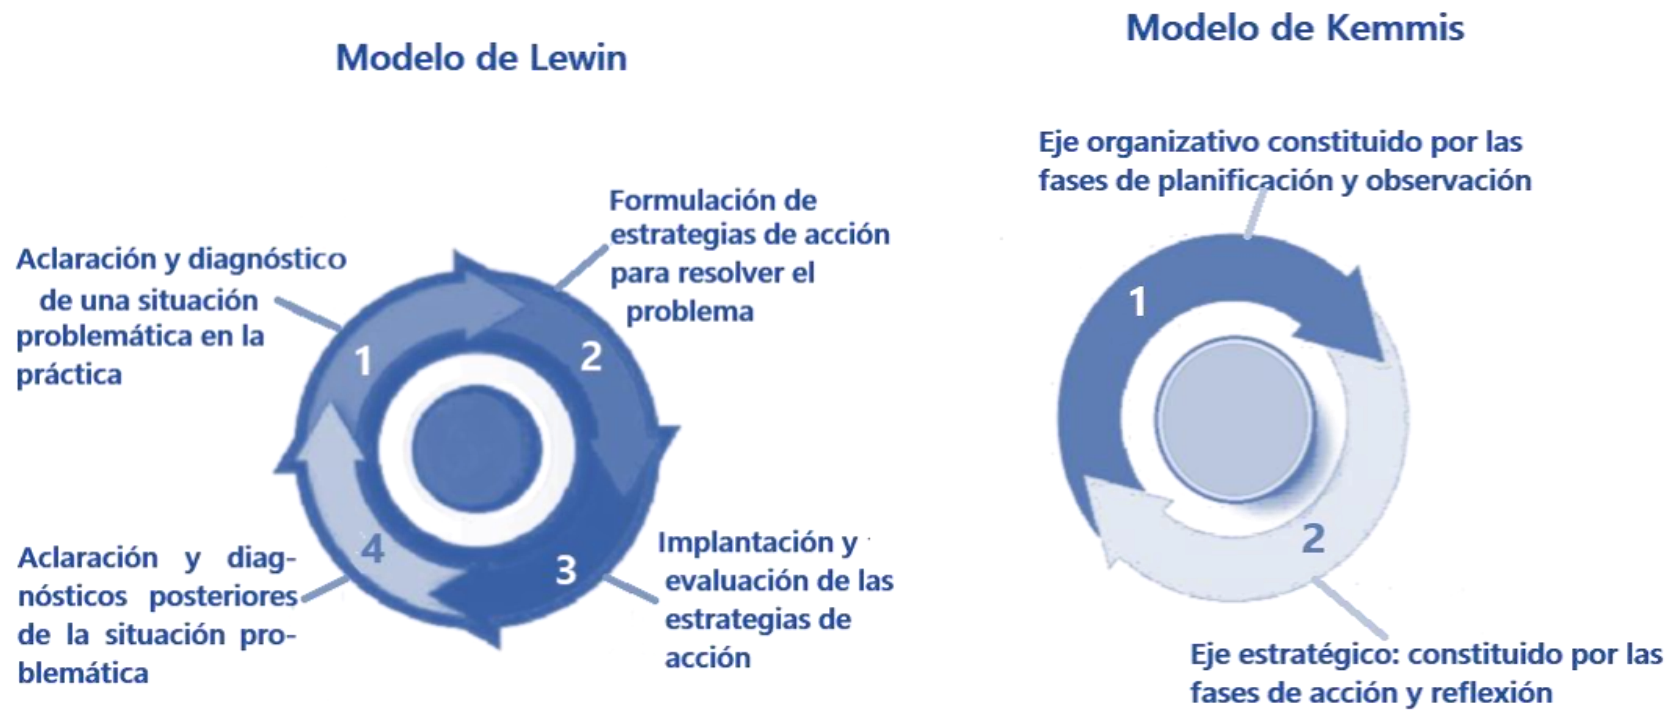 Modelo de Lewin
Aclaración y diagnóstico
de una situación
problemática en la
práctica
1
Formulación de
estrategias de acción
para resolver el
problema
2
Implantación y
evaluación de las
estrategias de
acción
3
Aclaración y diag-
nósticos posteriores
de la situación pro-
blemática
4
Modelo de Kemmis
Eje organizativo constituido por las
fases de planificación y observación
1
2
Eje estratégico: constituido por las
fases de acción y reflexión